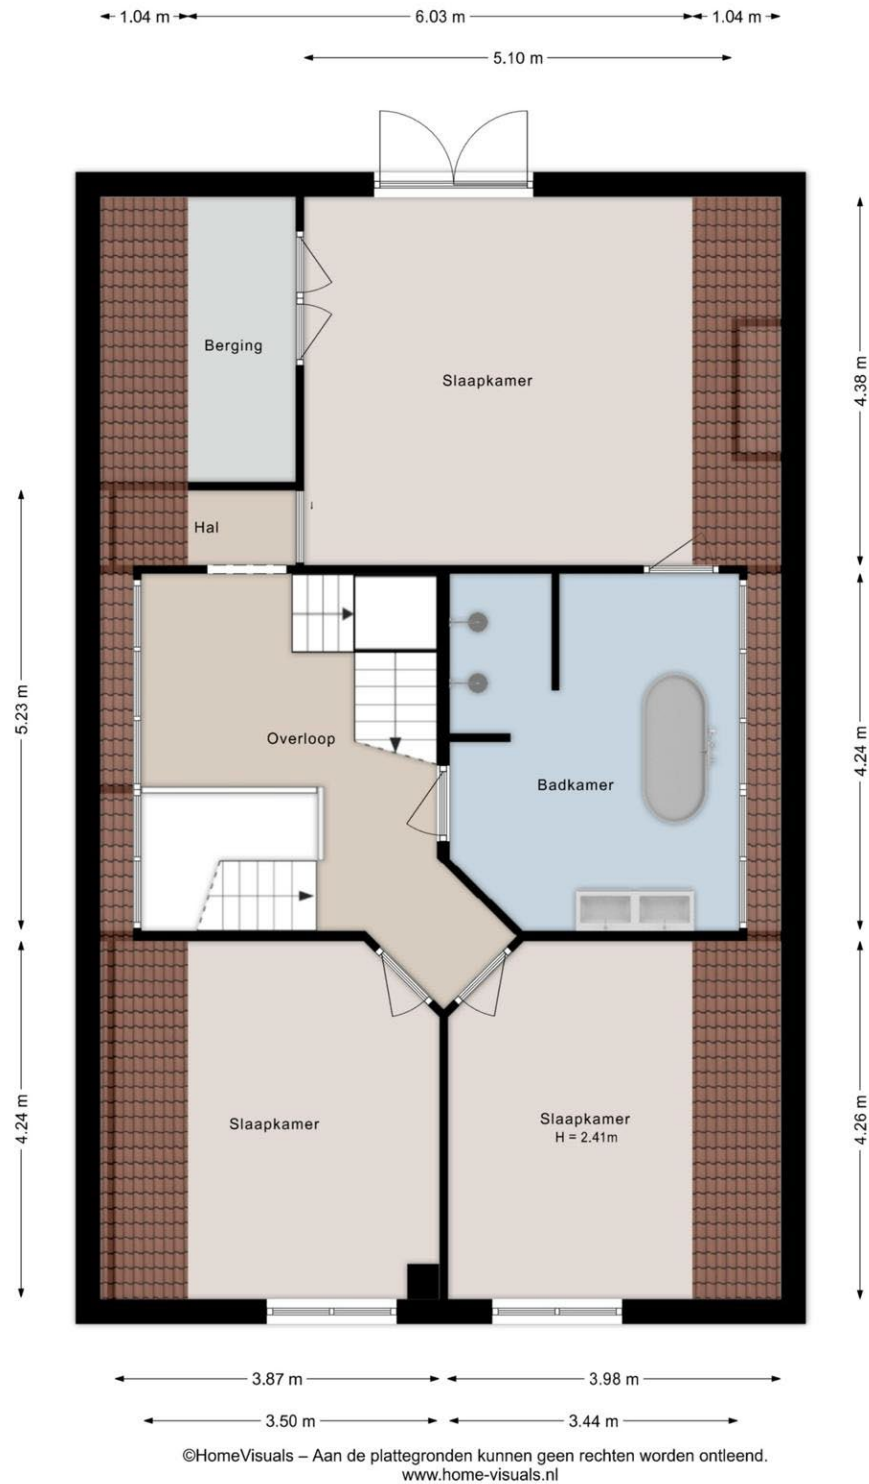 1.04 m
6.03 m
1.04 m
5.10 m
Berging
Slaapkamer
4.38 m
Hal
5.23 m
Overloop
4.24 m
Badkamer
4.24 m
Slaapkamer
Slaapkamer
H = 2.41m
4.26 m
3.87 m
3.98 m
3.50 m
3.44 m
©HomeVisuals – Aan de plattegronden kunnen geen rechten worden ontleend.
www.home-visuals.nl